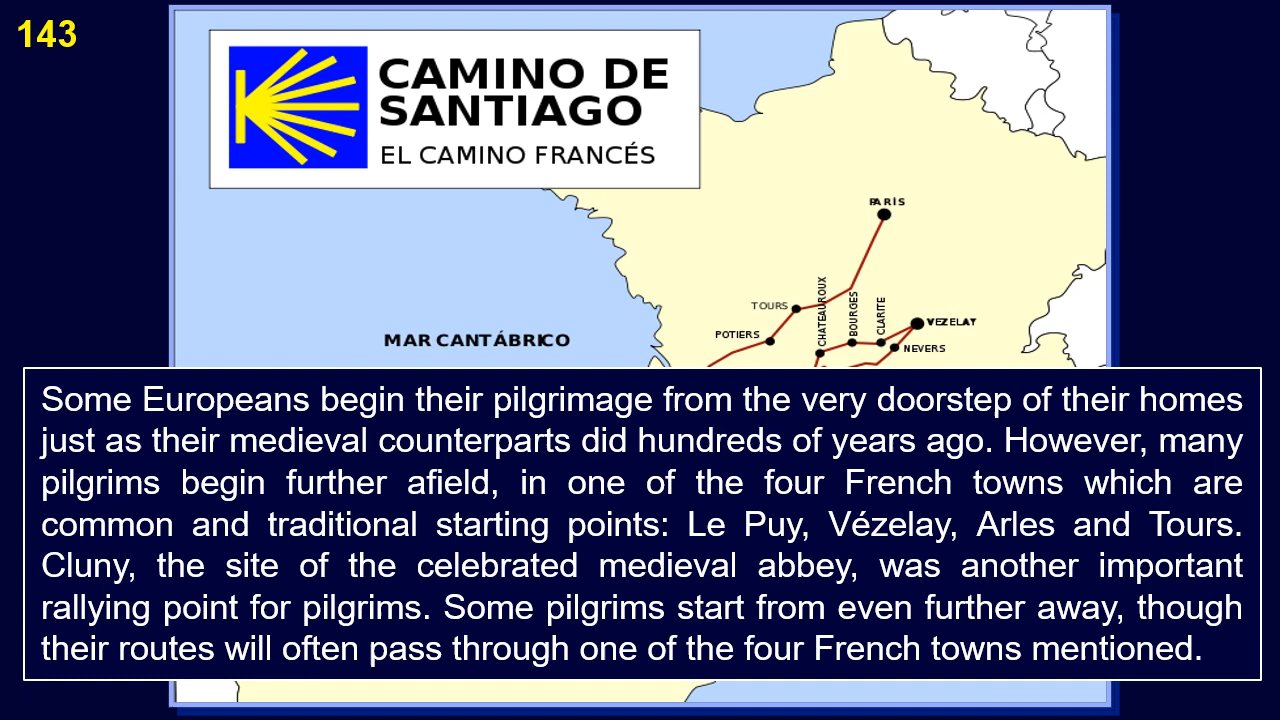 143
CAMINO DE
SANTIAGO
EL CAMINO FRANCÉS
PARÍS
TOURS
CHATEAUROUX
BOURGES
CLARITE
POTIERS
VEZELAY
NEVERS
MAR CANTÁBRICO
Some Europeans begin their pilgrimage from the very doorstep of their homes
just as their medieval counterparts did hundreds of years ago. However, many
pilgrims begin further afield, in one of the four French towns which are
common and traditional starting points: Le Puy, Vézelay, Arles and Tours.
Cluny, the site of the celebrated medieval abbey, was another important
rallying point for pilgrims. Some pilgrims start from even further away, though
their routes will often pass through one of the four French towns mentioned.